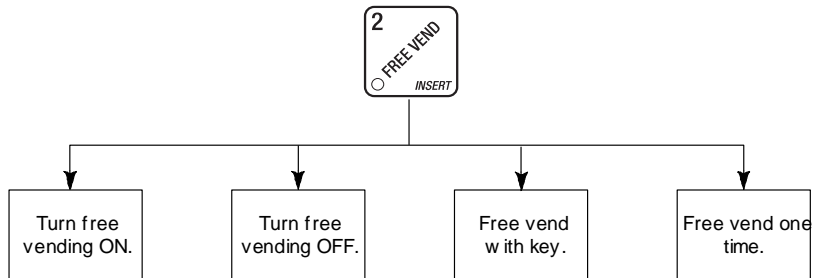 2
FREE VEND
INSERT
Turn free
vending ON.
Turn free
vending OFF.
Free vend
with key.
Free vend one
time.